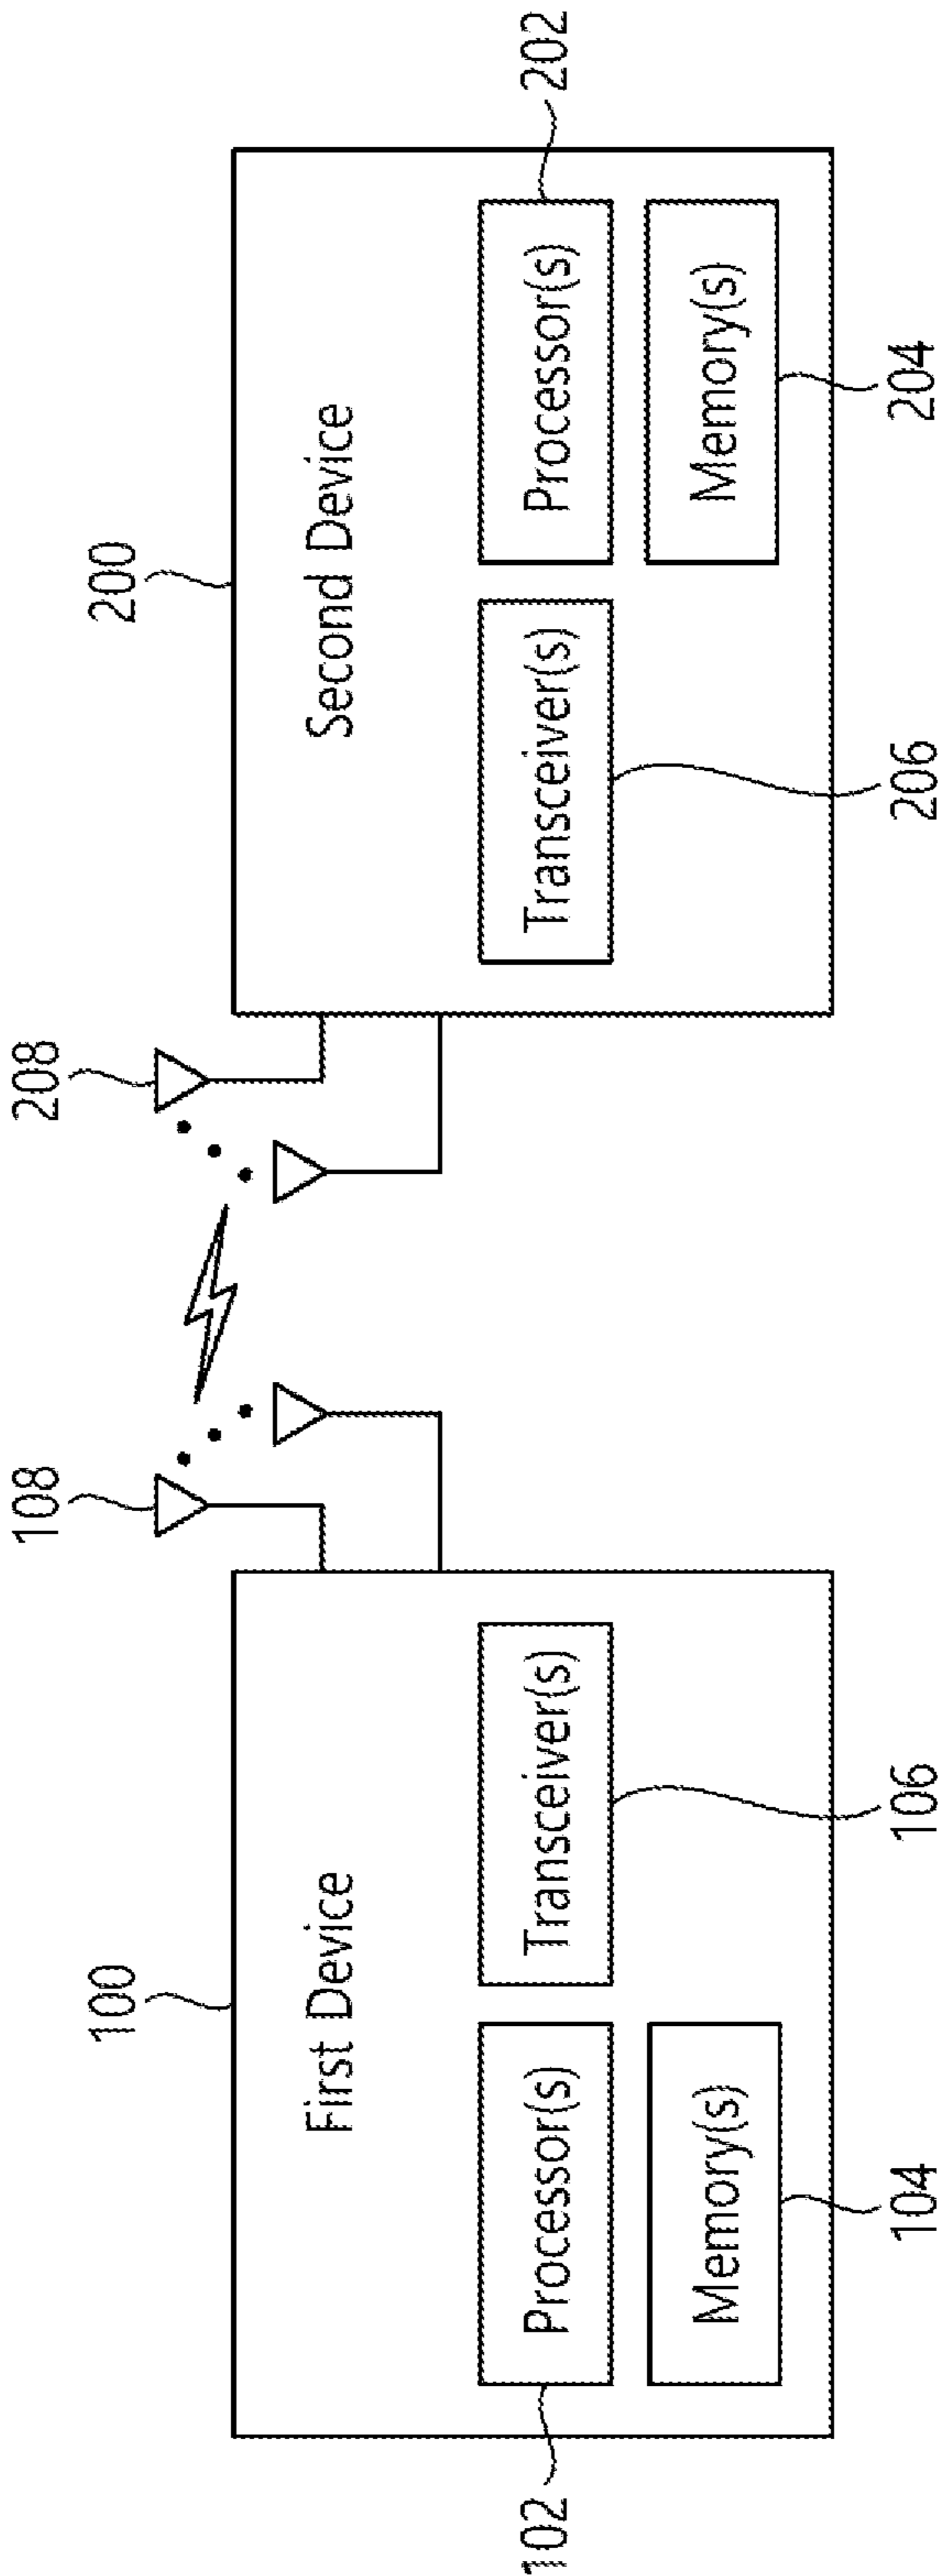 100
200
108
208
First Device
Second Device
102
Processor(s)
Transceiver(s)
Transceiver(s)
Processor(s)
202
Memory(s)
Memory(s)
104
106
206
204